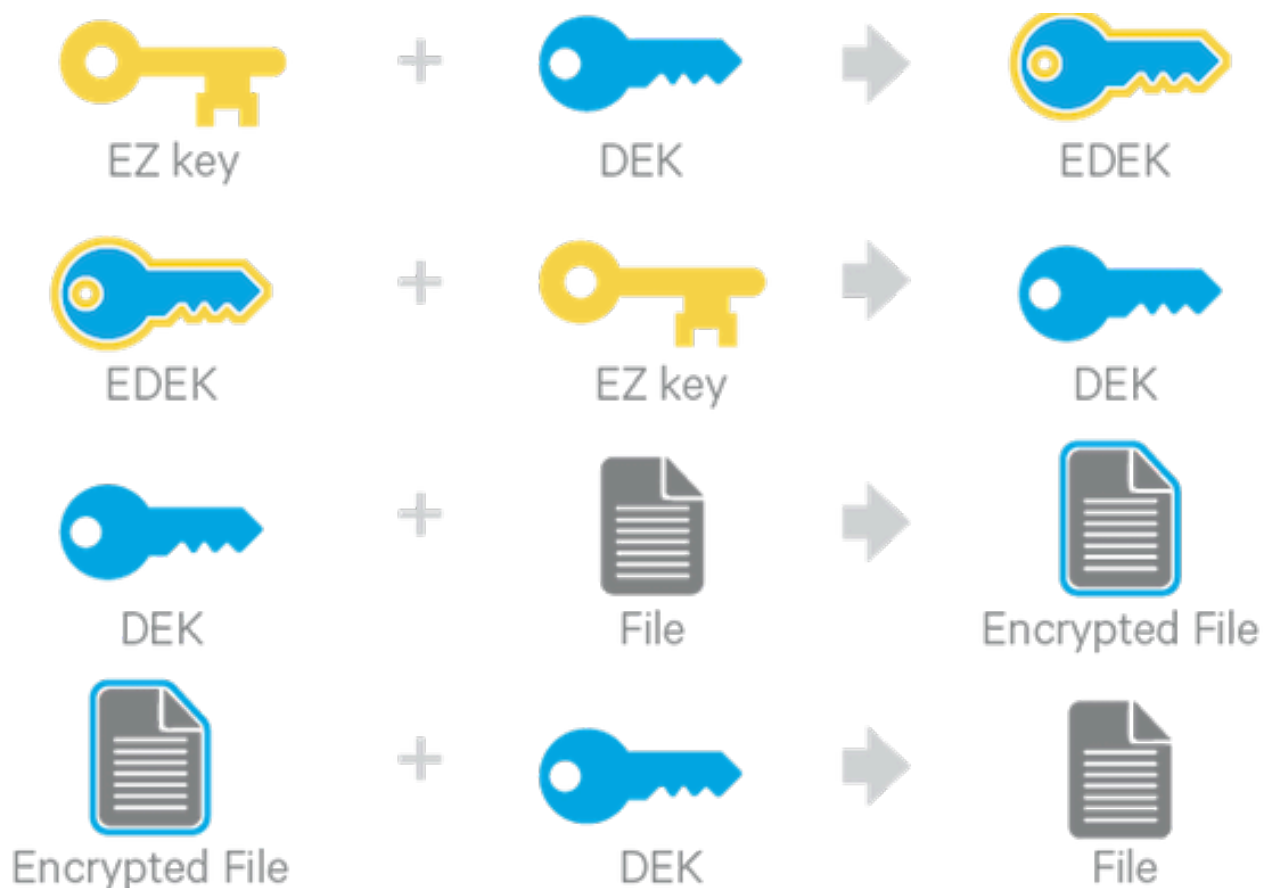 EZ key + DEK EDEK
EDEK + EZ key DEK
DEK + File Encrypted File
Encrypted File + DEK File